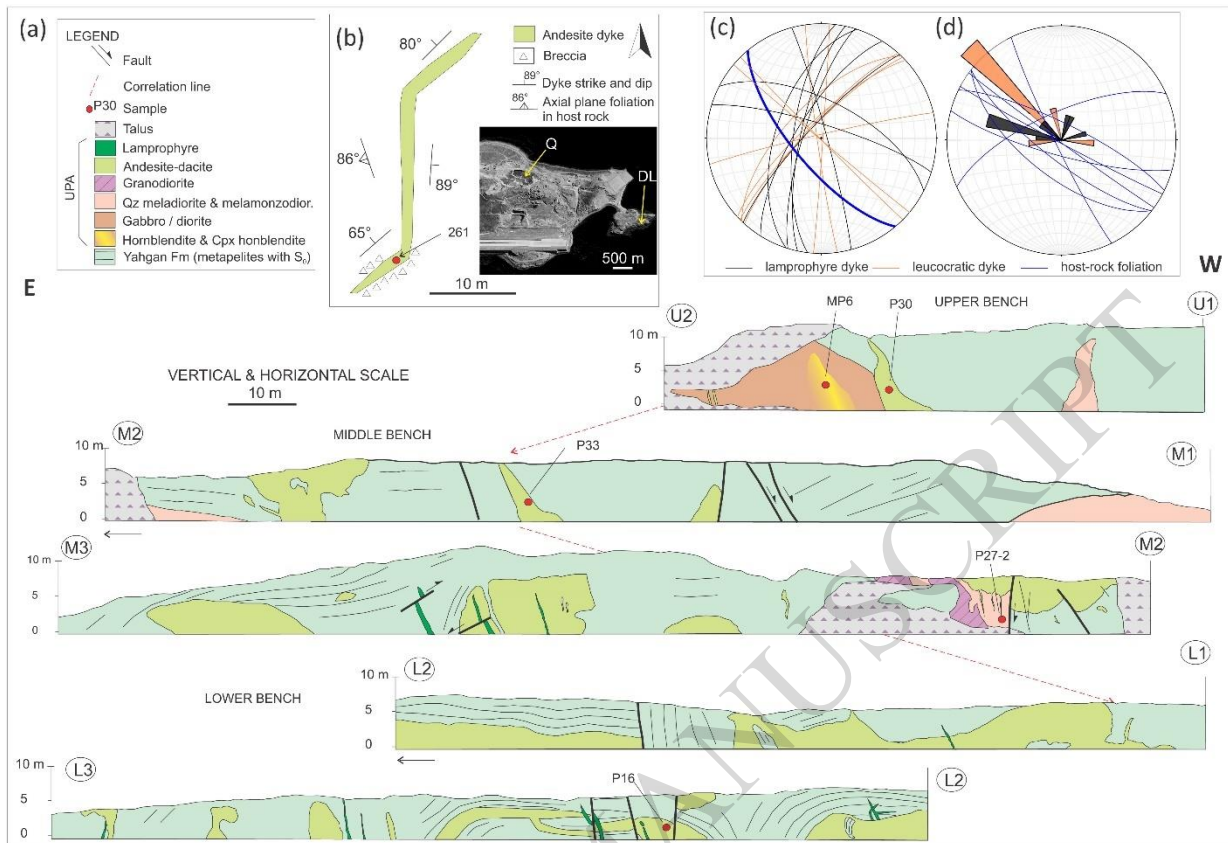 (a)
LEGEND
Fault
Correlation line
P30 Sample
Talus
UPA
Lamprophyre
Andesite-dacite
Granodiorite
Qz meladiorite & melamonzodior.
Gabbro / diorite
Hornblendite & Cpx honblendite
Yahgan Fm (metapelites with S₀)
(b)
80°
86°
89°
65°
261
10 m
Andesite dyke
Breccia
89° Dyke strike and dip
86° Axial plane foliation
in host rock
Q
DL
500 m
(c)
(d)
lamprophyre dyke
leucocratic dyke
host-rock foliation
E
W
U2
MP6
P30
UPPER BENCH
U1
10 m
5
0
VERTICAL & HORIZONTAL SCALE
10 m
M2
MIDDLE BENCH
P33
M1
10 m
5
0
M3
P27-2
M2
10 m
5
0
L2
L1
LOWER BENCH
10 m
5
0
L3
P16
L2
10 m
5
0
MANUSCRIPT